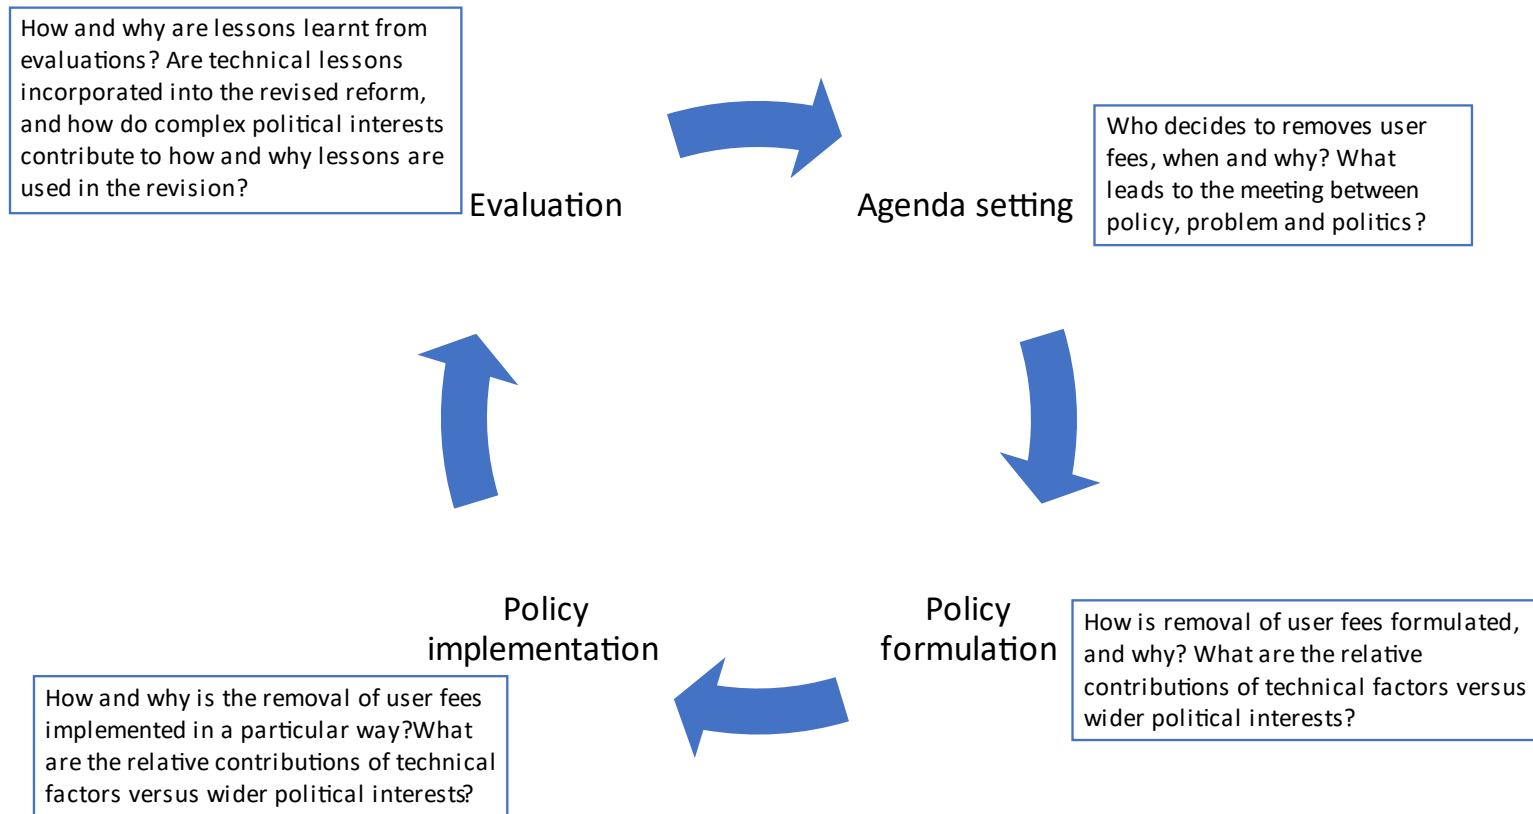 How and why are lessons learnt from
evaluations? Are technical lessons
incorporated into the revised reform,
and how do complex political interests
contribute to how and why lessons are
used in the revision?
Evaluation
Agenda setting
Who decides to removes user
fees, when and why? What
leads to the meeting between
policy, problem and politics?
Policy
implementation
Policy
formulation
How is removal of user fees formulated,
and why? What are the relative
contributions of technical factors versus
wider political interests?
How and why is the removal of user fees
implemented in a particular way?What
are the relative contributions of technical
factors versus wider political interests?